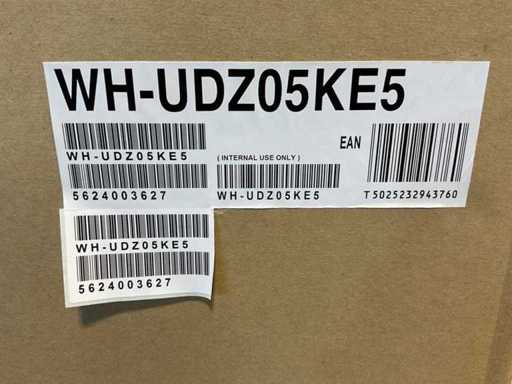 WH-UDZ05KE5
WH-UDZ05KE5
5624003627
( INTERNAL USE ONLY )
WH-UDZ05KE5
EAN
T5025232943760
WH-UDZ05KE5
5624003627